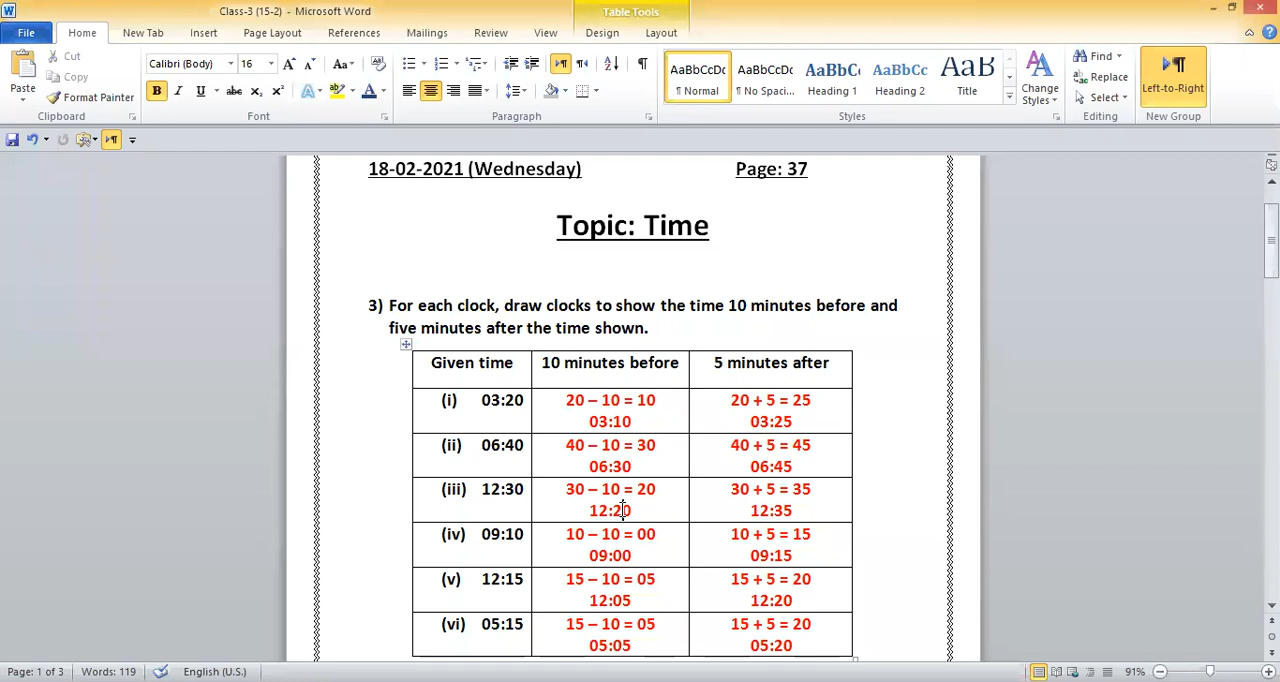 Class-3 (15-2) - Microsoft Word
Table Tools
File Home New Tab Insert Page Layout References Mailings Review View Design Layout
Paste
Cut
Copy
Format Painter
Clipboard
Calibri (Body) 16
Font
Paragraph
AaBbCcDc
¶ Normal
AaBbCcDc
¶ No Spaci...
AaBbCc
Heading 1
AaBbCc
Heading 2
AaB
Title
Change Styles
Styles
Find
Replace
Select
Editing
Left-to-Right
New Group
18-02-2021 (Wednesday) Page: 37
Topic: Time
3) For each clock, draw clocks to show the time 10 minutes before and
five minutes after the time shown.
Given time 10 minutes before 5 minutes after
(i) 03:20 20 – 10 = 10 20 + 5 = 25
03:10 03:25
(ii) 06:40 40 – 10 = 30 40 + 5 = 45
06:30 06:45
(iii) 12:30 30 – 10 = 20 30 + 5 = 35
12:20 12:35
(iv) 09:10 10 – 10 = 00 10 + 5 = 15
09:00 09:15
(v) 12:15 15 – 10 = 05 15 + 5 = 20
12:05 12:20
(vi) 05:15 15 – 10 = 05 15 + 5 = 20
05:05 05:20
Page: 1 of 3 Words: 119 English (U.S.) 91%